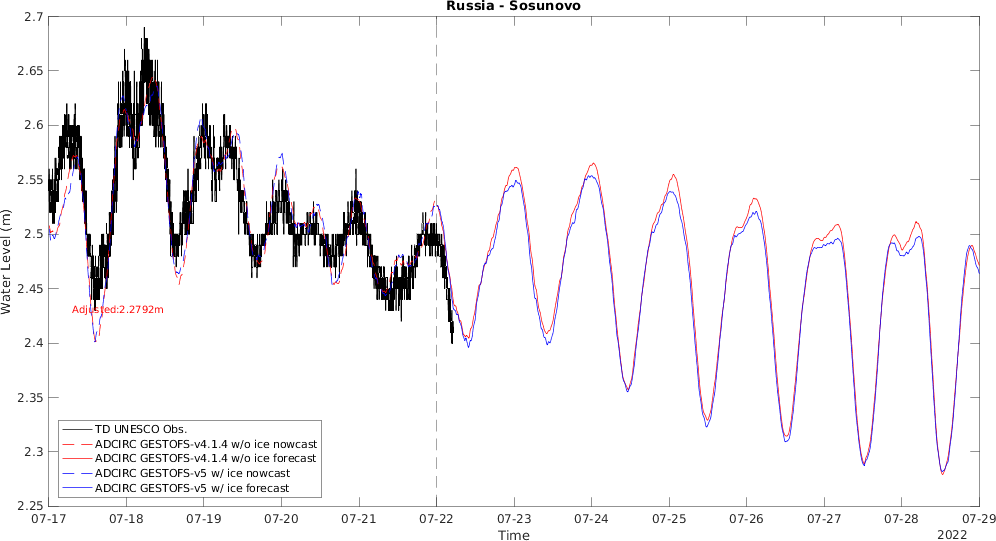 Russia - Sosunovo
2.7
2.65
2.6
2.55
2.5
2.45
2.4
2.35
2.3
2.25
Water Level (m)
Adjusted:2.2792m
TD UNESCO Obs.
ADCIRC GESTOFS-v4.1.4 w/o ice nowcast
ADCIRC GESTOFS-v4.1.4 w/o ice forecast
ADCIRC GESTOFS-v5 w/ ice nowcast
ADCIRC GESTOFS-v5 w/ ice forecast
07-17 07-18 07-19 07-20 07-21 07-22 07-23 07-24 07-25 07-26 07-27 07-28 07-29
Time
2022